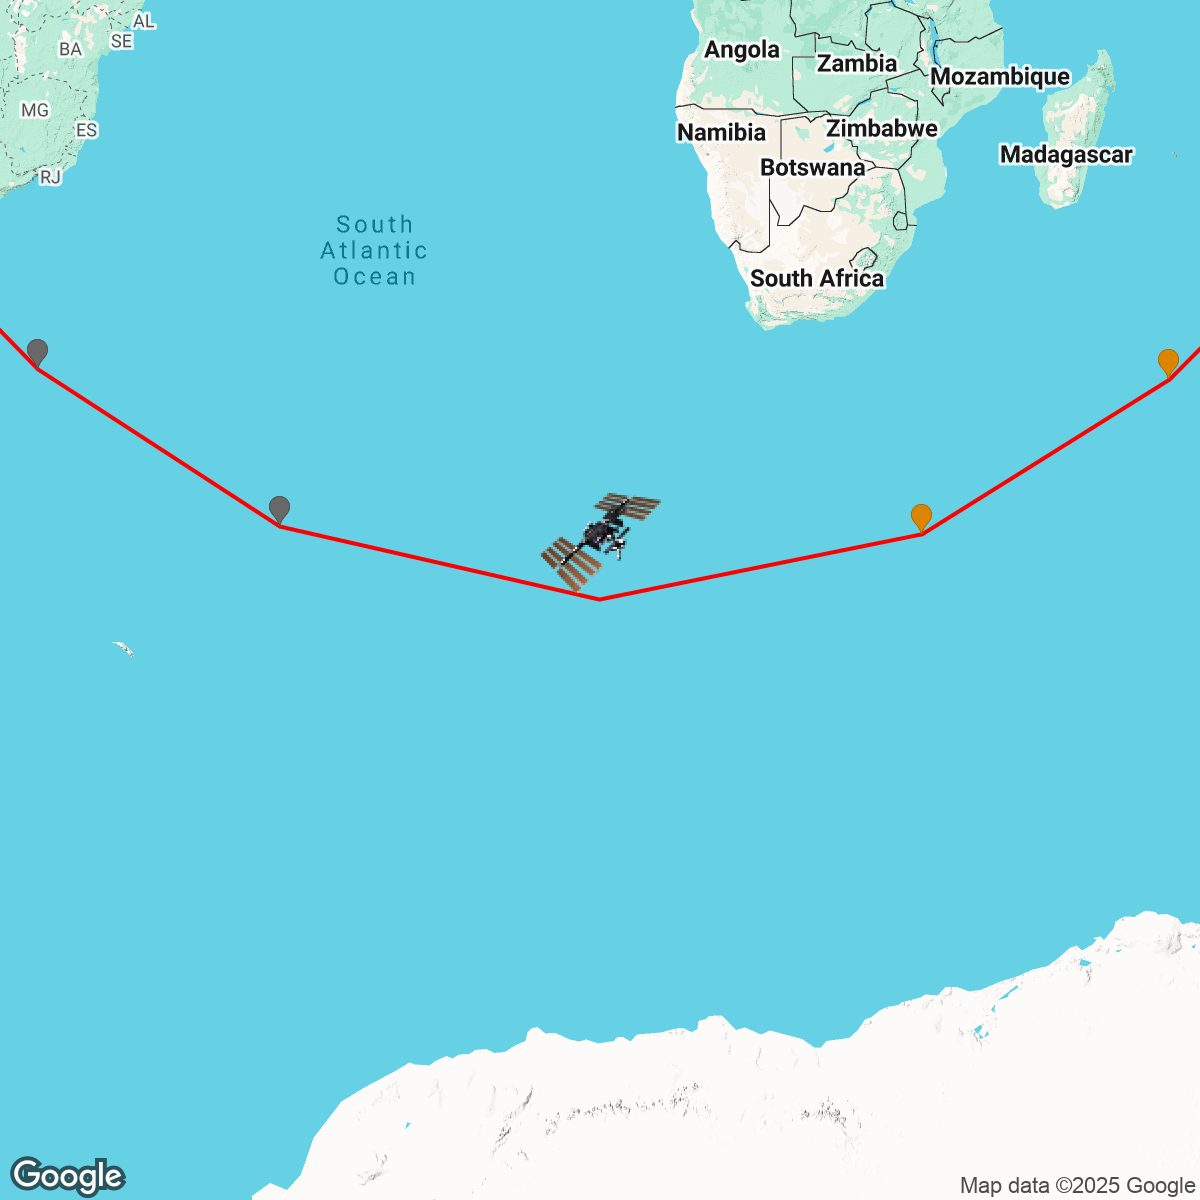 AL
SE
BA
MG
ES
RJ
Angola
Zambia
Mozambique
Namibia
Zimbabwe
Madagascar
Botswana
South
Atlantic
Ocean
South Africa
Google
Map data ©2025 Google